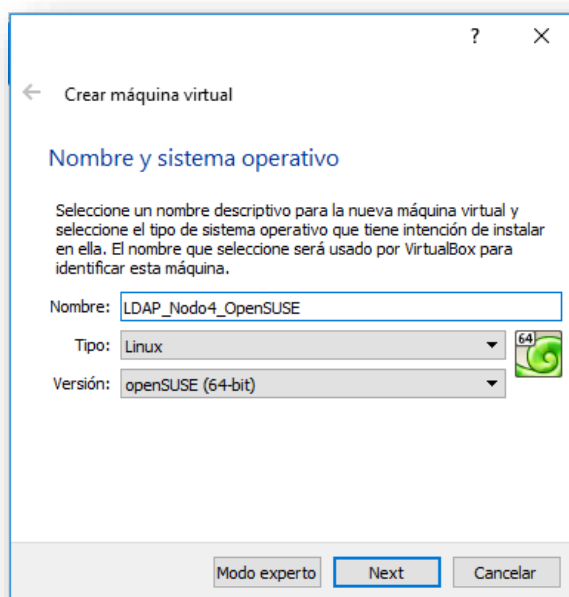 ?
Crear máquina virtual
Nombre y sistema operativo
Seleccione un nombre descriptivo para la nueva máquina virtual y
seleccione el tipo de sistema operativo que tiene intención de instalar
en ella. El nombre que seleccione será usado por VirtualBox para
identificar esta máquina.
Nombre: LDAP_Nodo4_OpenSUSE
Tipo: Linux
64
Versión: openSUSE (64-bit)
Modo experto Next Cancelar